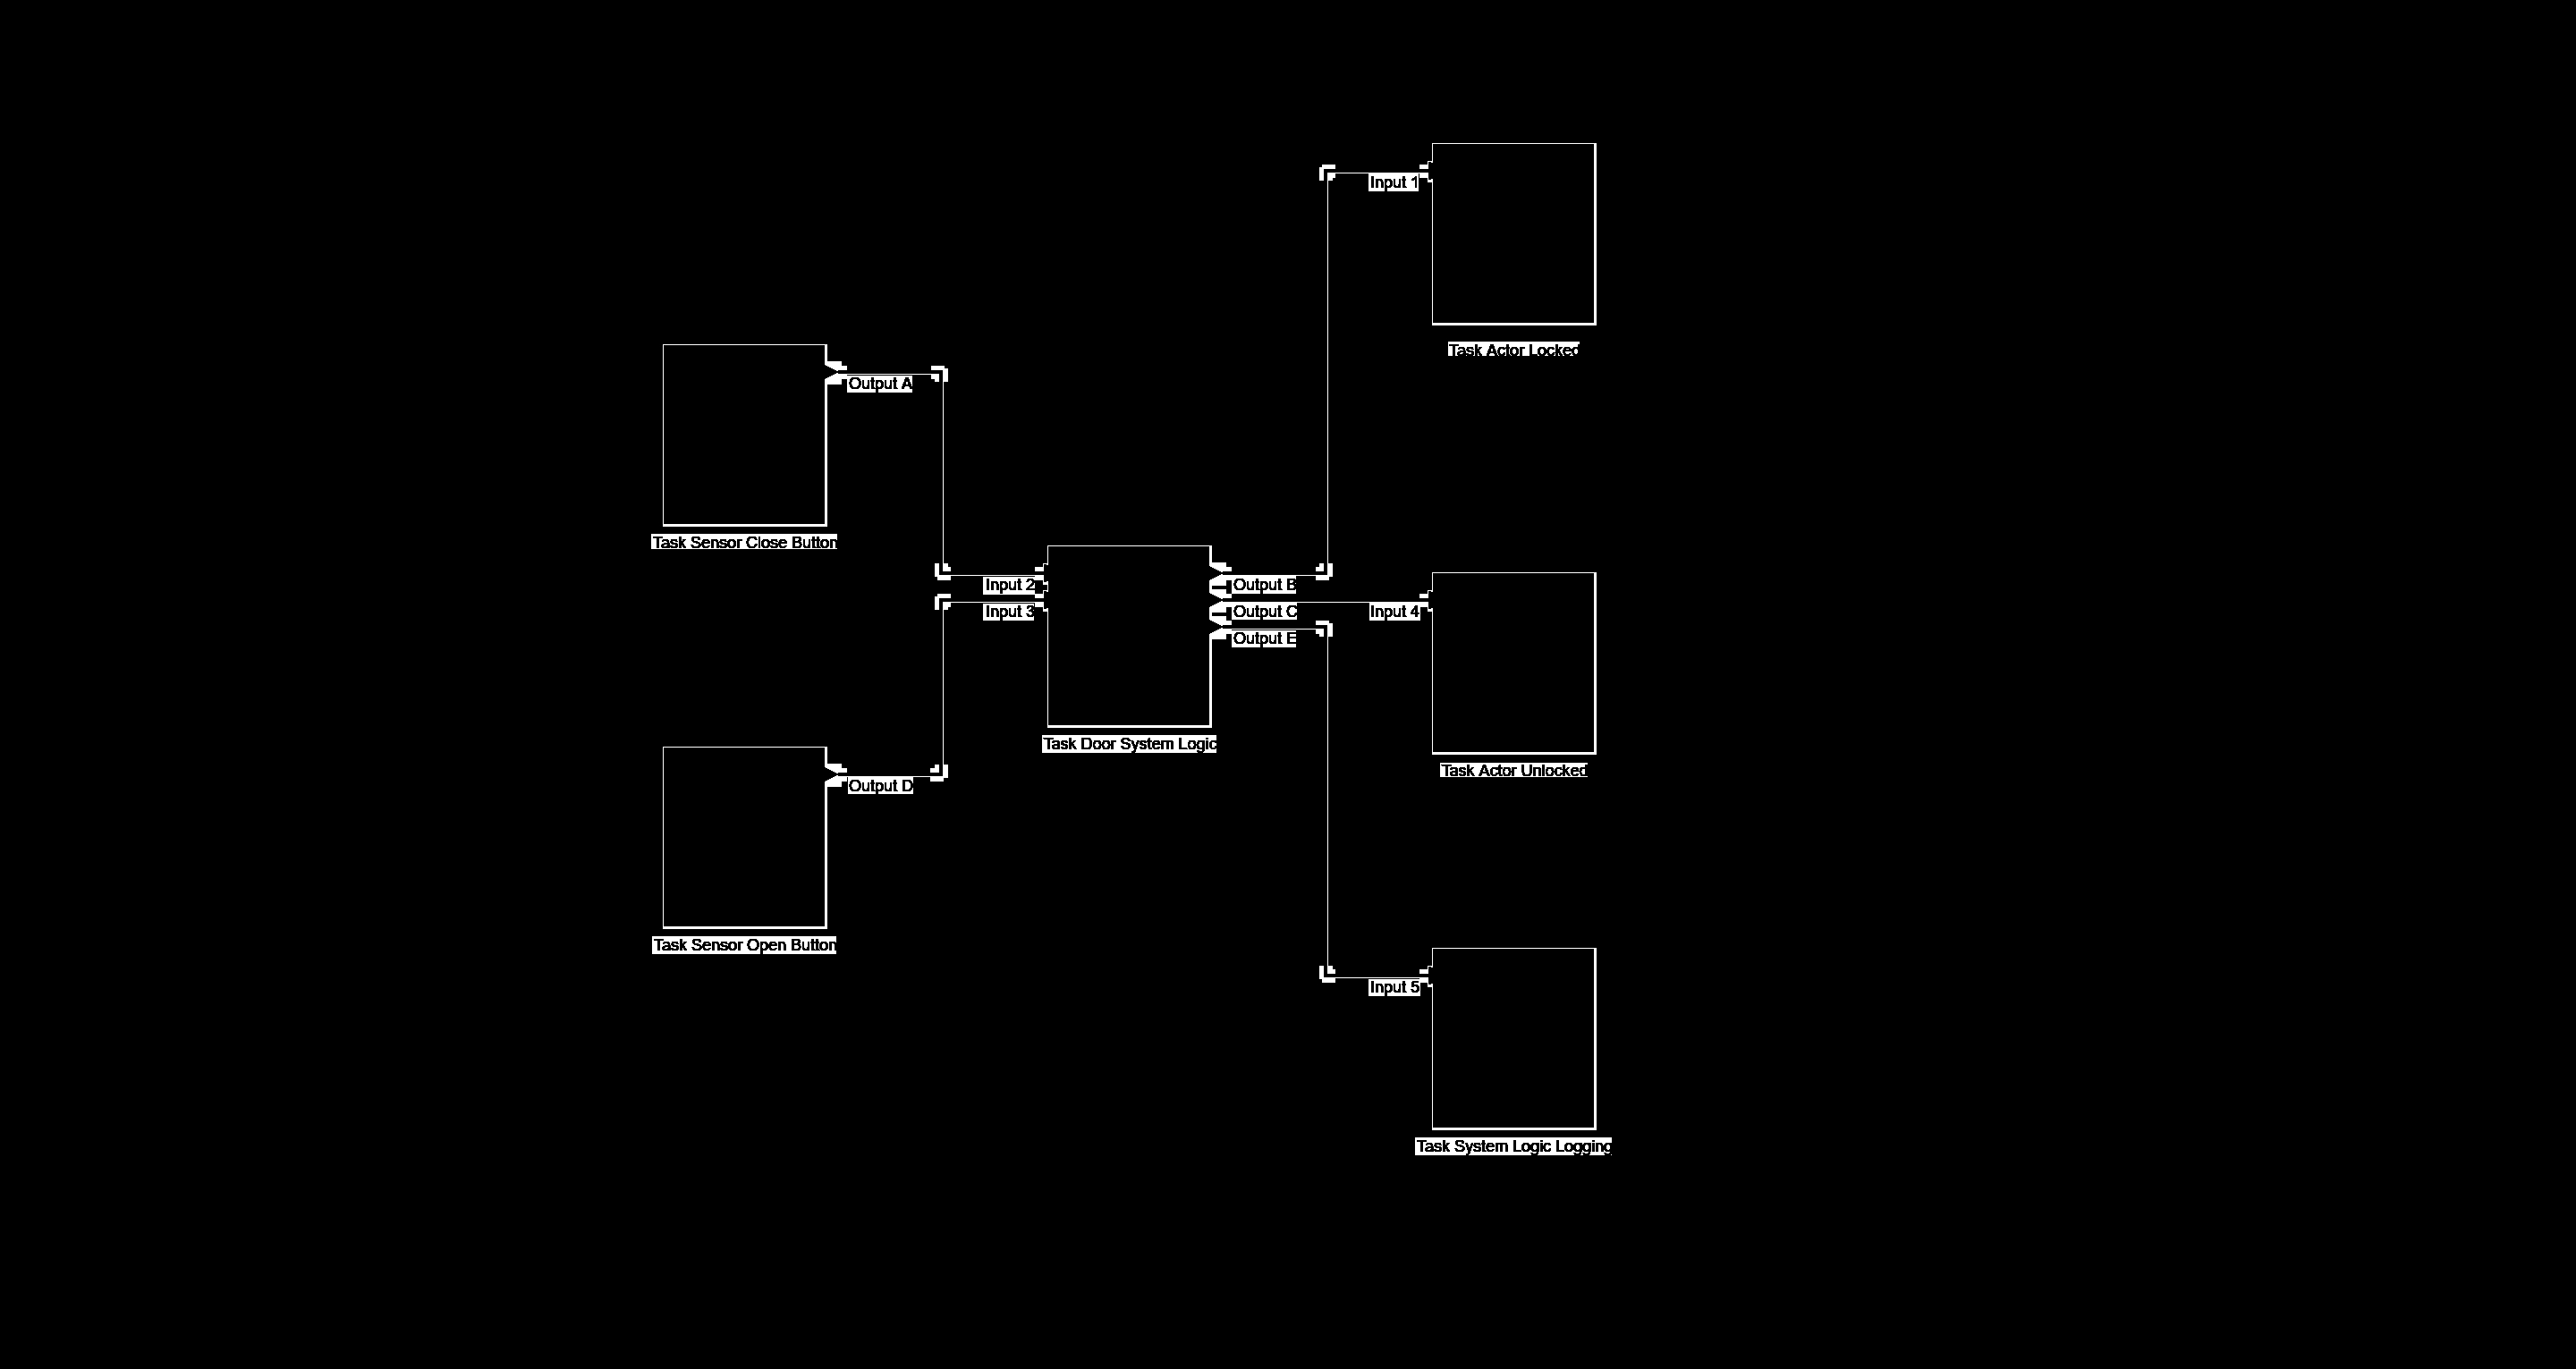 Input 1
Task Actor Locked
Output A
Task Sensor Close Button
Input 2
Output B
Input 3
Output C
Input 4
Output E
Task Door System Logic
Task Actor Unlocked
Output D
Task Sensor Open Button
Input 5
Task System Logic Logging